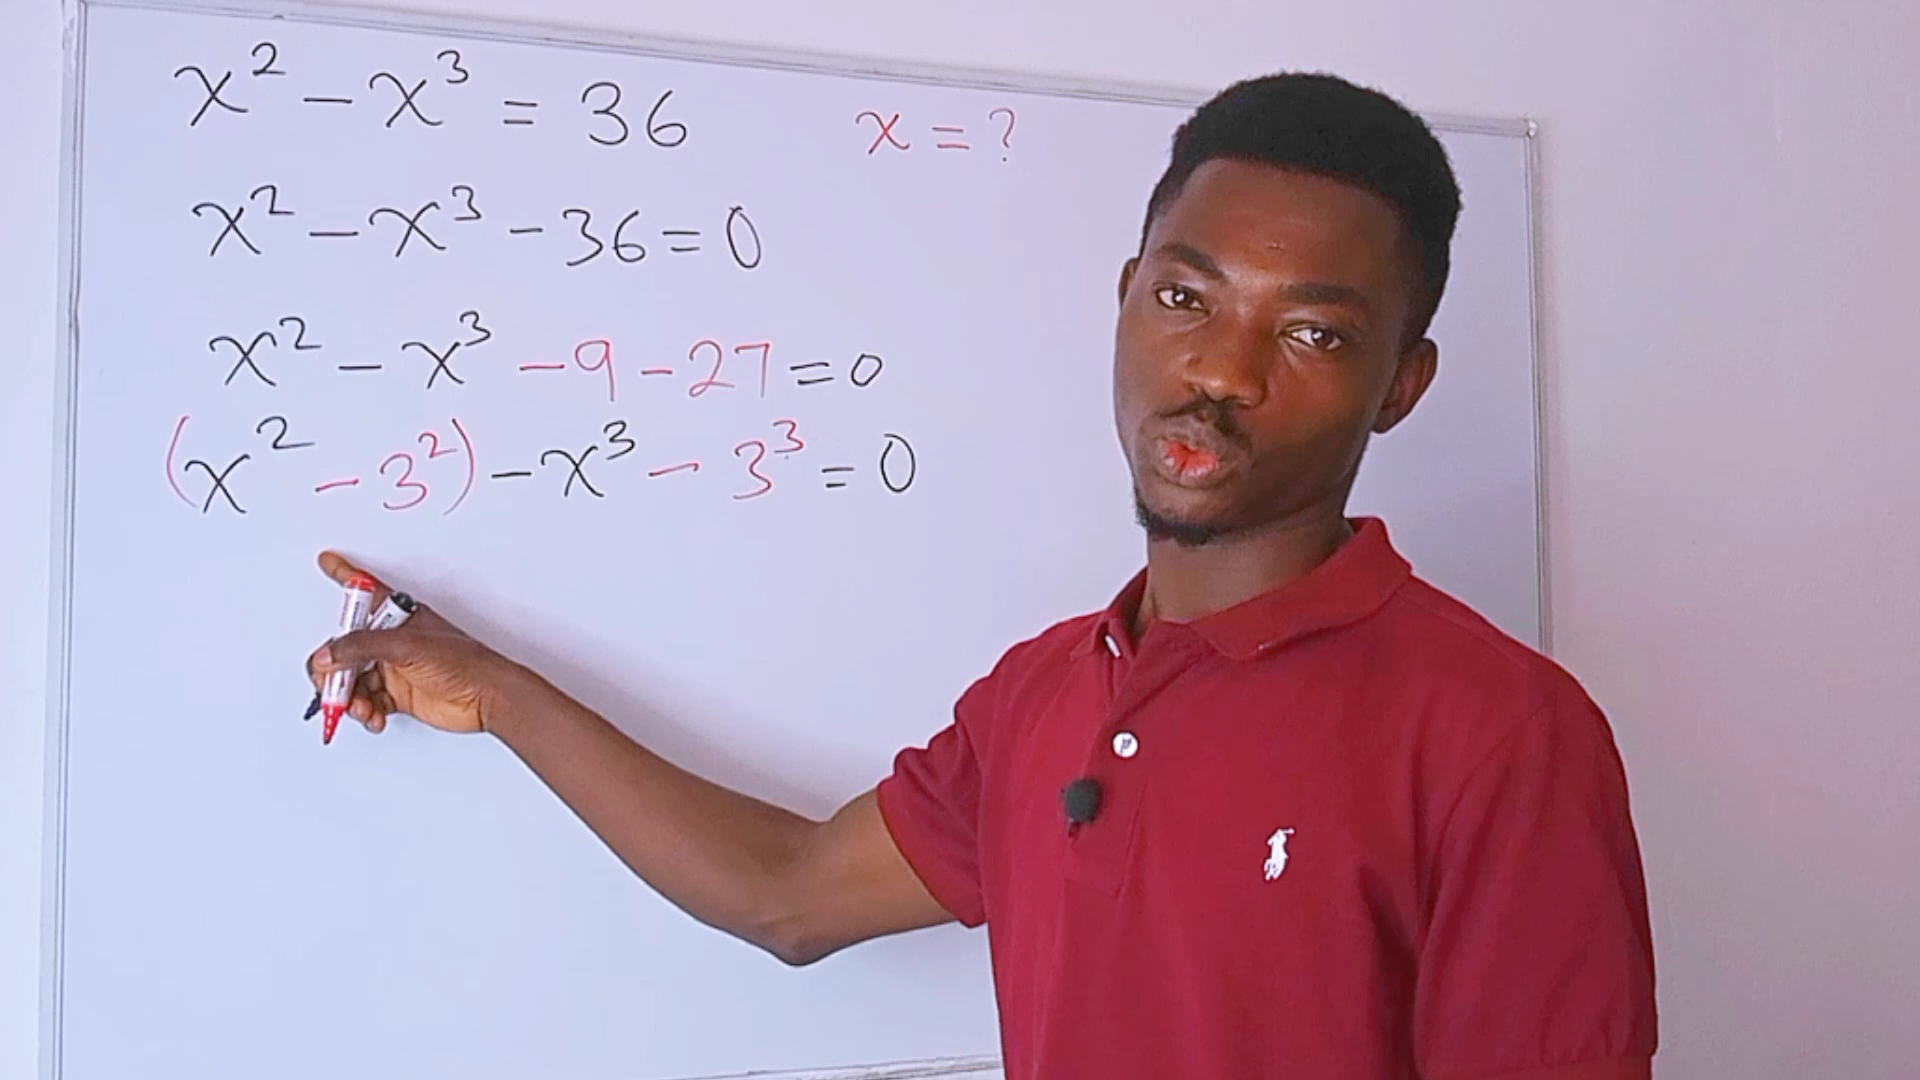 x² - x³ = 36
x = ?
x² - x³ - 36 = 0
x² - x³ - 9 - 27 = 0
(x² - 3²) - x³ - 3³ = 0